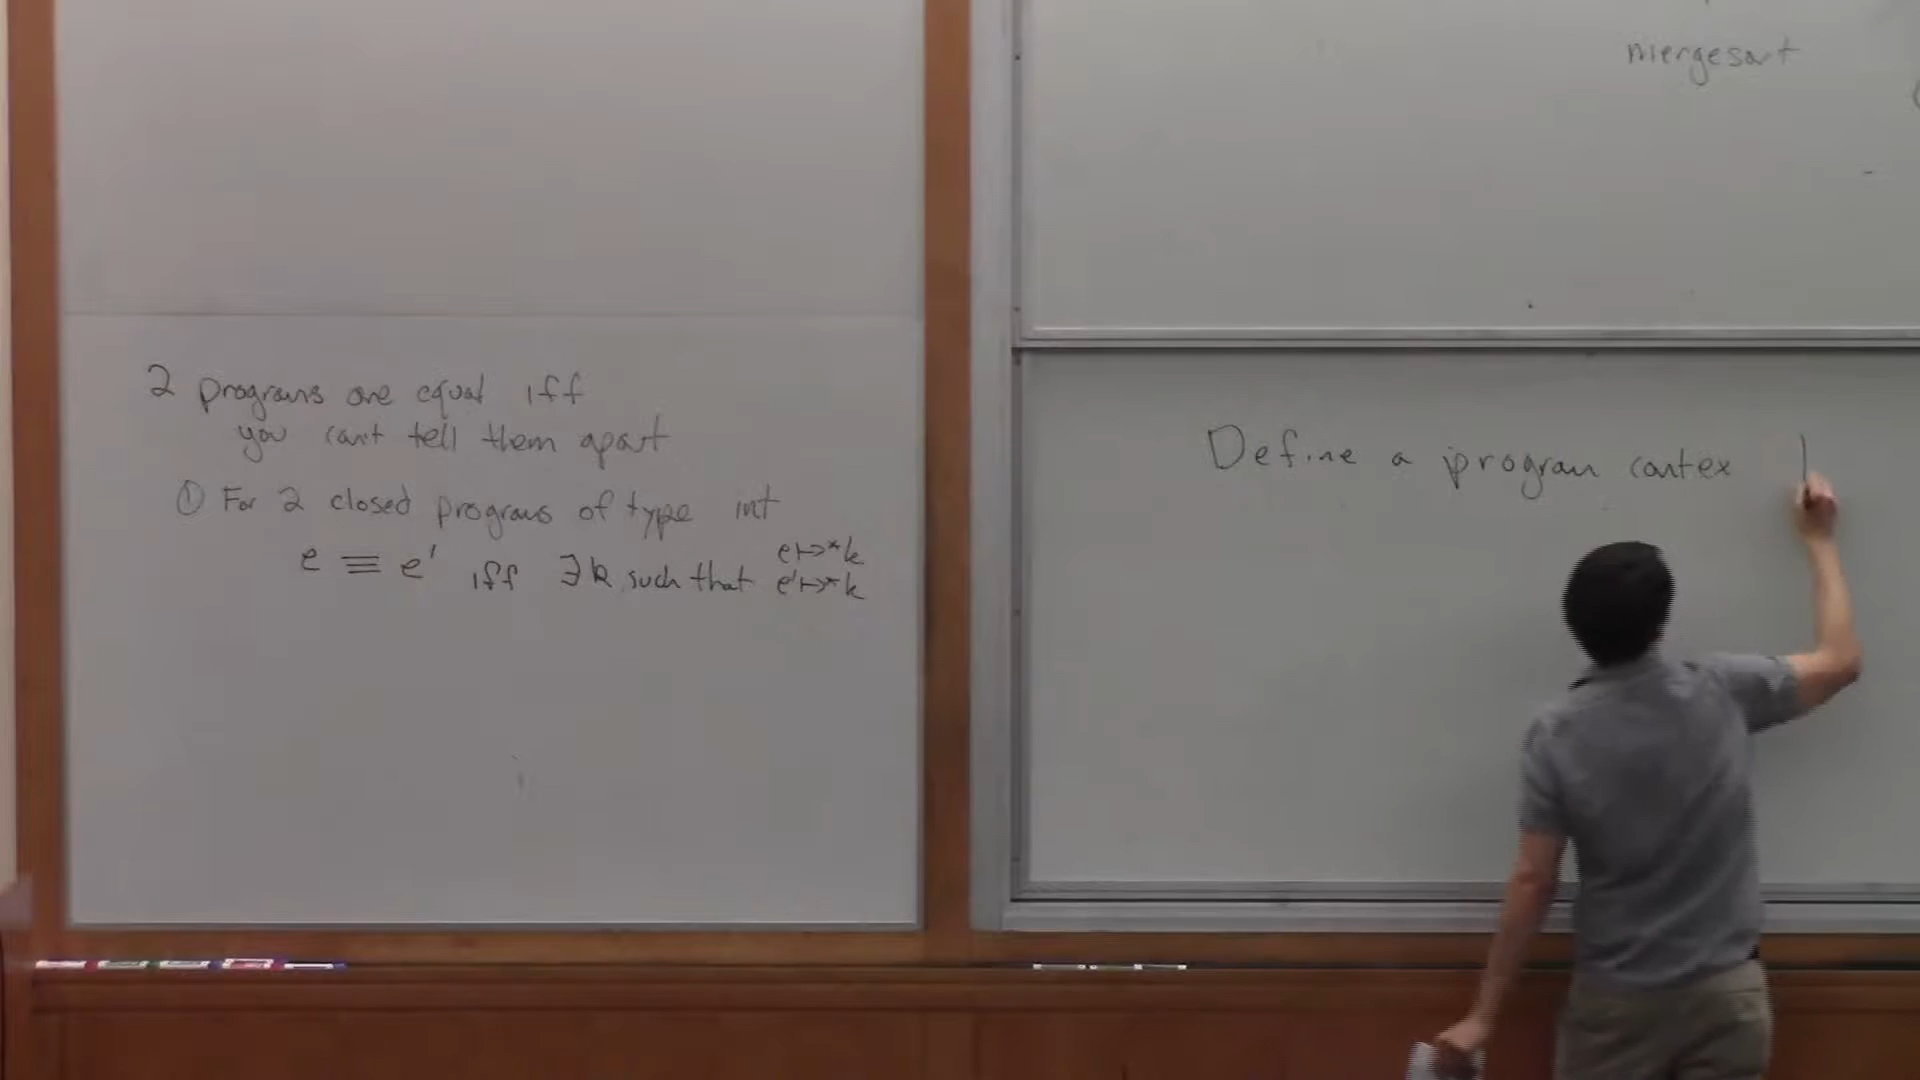 2 programs are equal iff
you can't tell them apart
① For 2 closed programs of type int
e ≡ e' iff ∃k such that e↦*k
e'↦*k
mergesort
Define a program contex